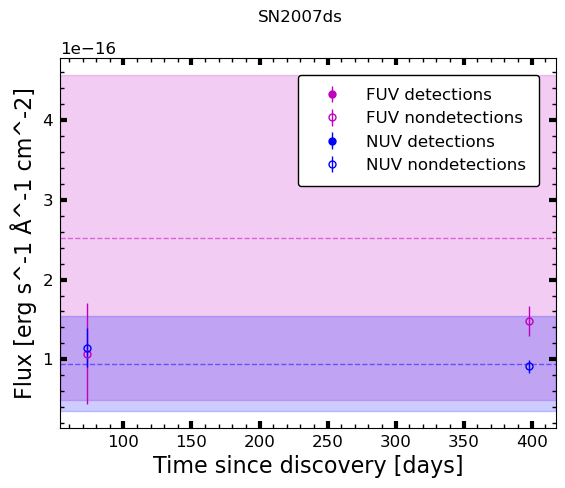 SN2007ds
1e−16
FUV detections
FUV nondetections
NUV detections
NUV nondetections
4
3
2
1
Flux [erg s^-1 Å^-1 cm^-2]
100 150 200 250 300 350 400
Time since discovery [days]